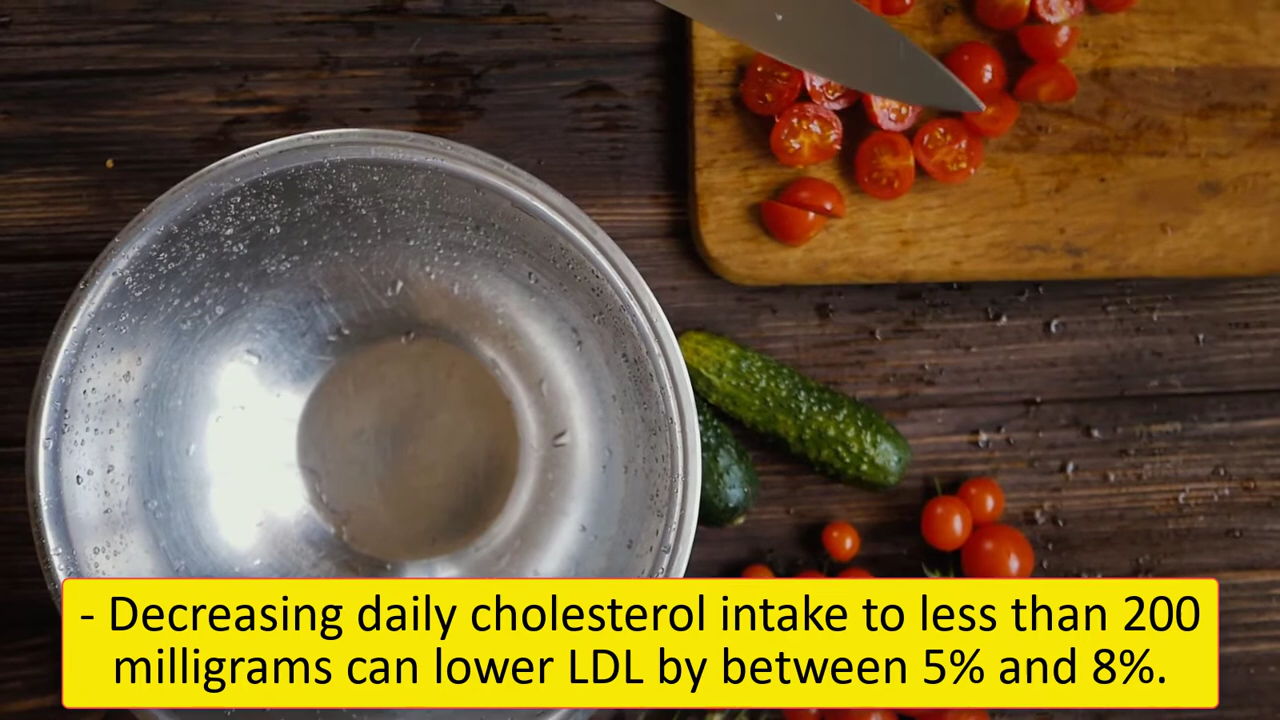 - Decreasing daily cholesterol intake to less than 200
milligrams can lower LDL by between 5% and 8%.